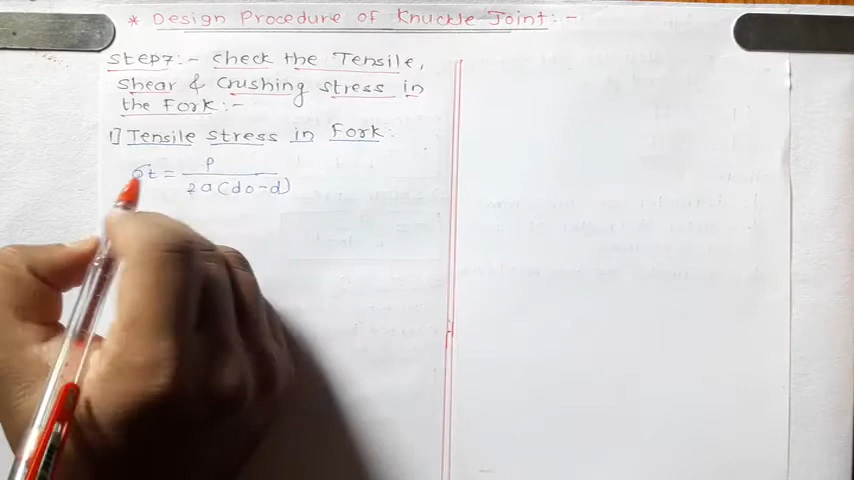 * Design Procedure of Knuckle Joint:-
Step7:- Check the Tensile,
Shear & Crushing stress in
the Fork:-
1] Tensile stress in Fork:
σt = P / 2a(do-d)